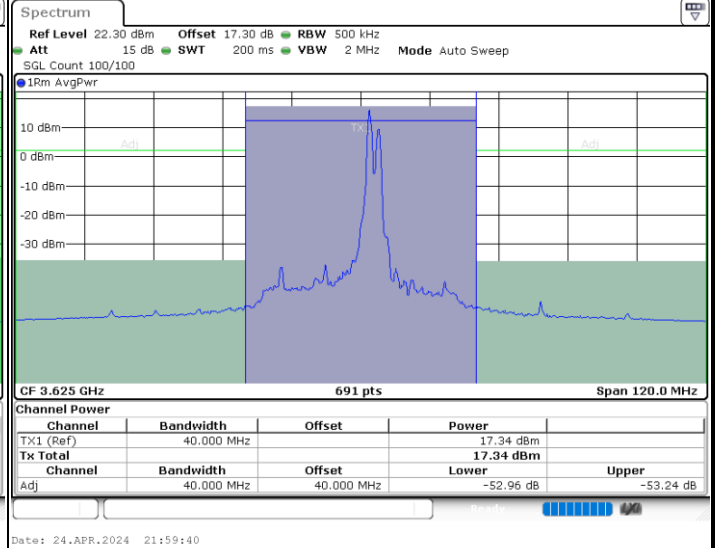 Spectrum
Ref Level 22.30 dBm Offset 17.30 dB RBW 500 kHz
Att 15 dB SWT 200 ms VBW 2 MHz Mode Auto Sweep
SGL Count 100/100
1Rm AvgPwr
10 dBm
TX
Adj Adj
0 dBm
-10 dBm
-20 dBm
-30 dBm
CF 3.625 GHz 691 pts Span 120.0 MHz
Channel Power
Channel Bandwidth Offset Power
TX1 (Ref) 40.000 MHz 17.34 dBm
Tx Total 17.34 dBm
Channel Bandwidth Offset Lower Upper
Adj 40.000 MHz 40.000 MHz -52.96 dB -53.24 dB
Ready
Date: 24.APR.2024 21:59:40